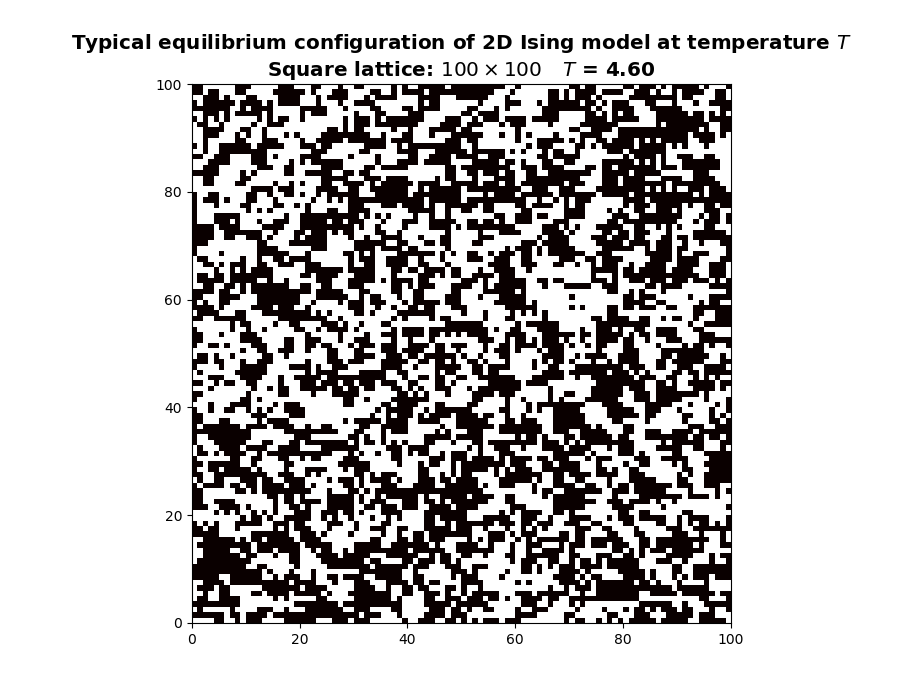 Typical equilibrium configuration of 2D Ising model at temperature T
Square lattice: 100 × 100 T = 4.60
100
80
60
40
20
0
0 20 40 60 80 100